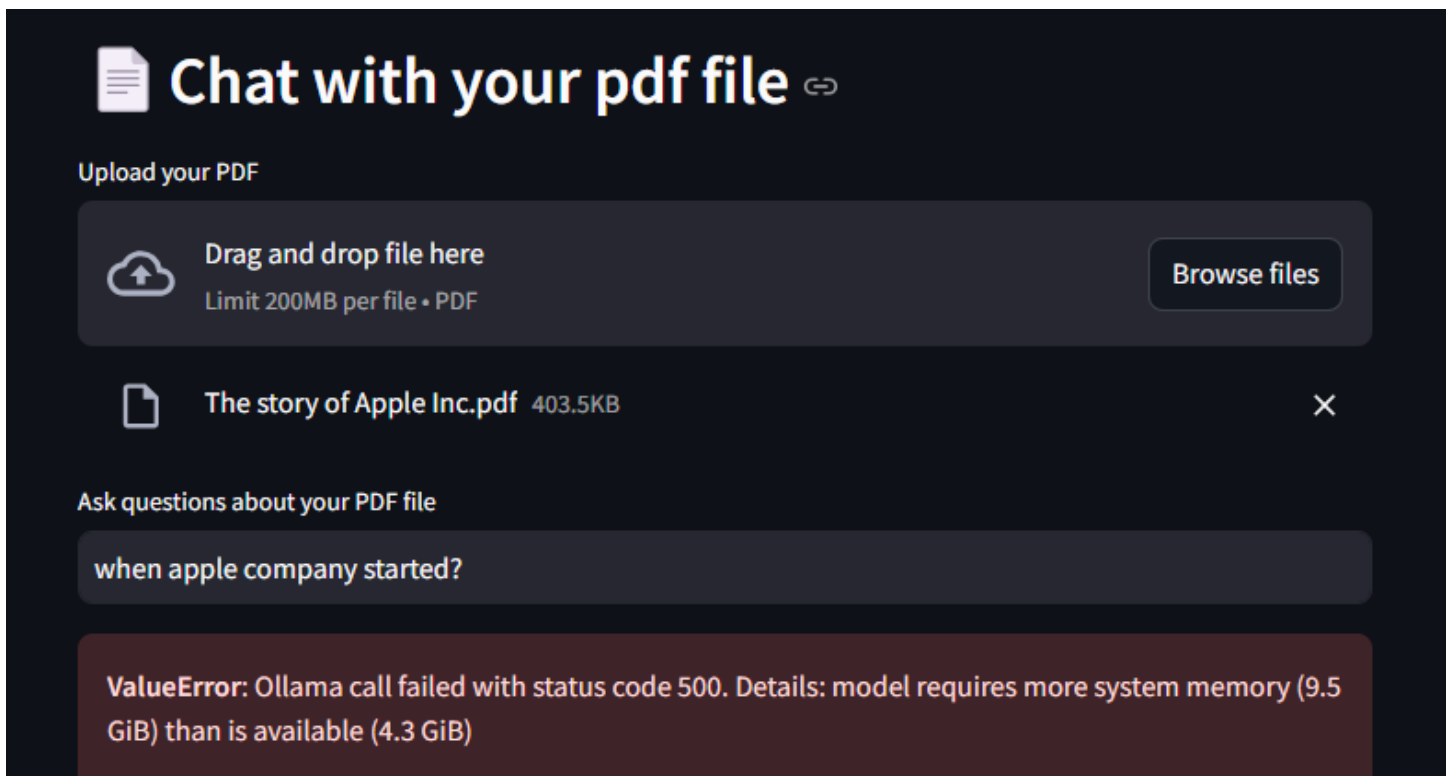 Chat with your pdf file
Upload your PDF
Drag and drop file here
Limit 200MB per file • PDF
Browse files
The story of Apple Inc.pdf 403.5KB
Ask questions about your PDF file
when apple company started?
ValueError: Ollama call failed with status code 500. Details: model requires more system memory (9.5
GiB) than is available (4.3 GiB)